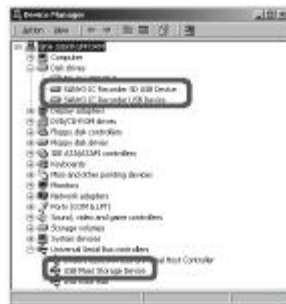 Device Manager
Action View
Computer
Disk drives
SANYO IC Recorder SD USB Device
SANYO IC Recorder USB Device
Display adapters
DVD/CD-ROM drives
Floppy disk controllers
Floppy disk drives
IDE ATA/ATAPI controllers
Keyboards
Mice and other pointing devices
Monitors
Network adapters
Ports (COM & LPT)
Sound, video and game controllers
Storage volumes
System devices
Universal Serial Bus controllers
Host Controller
USB Mass Storage Device